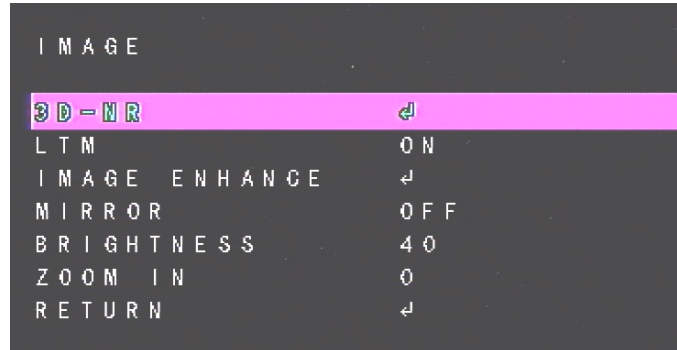 IMAGE
3D-NR ↲
LTM ON
IMAGE ENHANCE ↲
MIRROR OFF
BRIGHTNESS 40
ZOOM IN 0
RETURN ↲